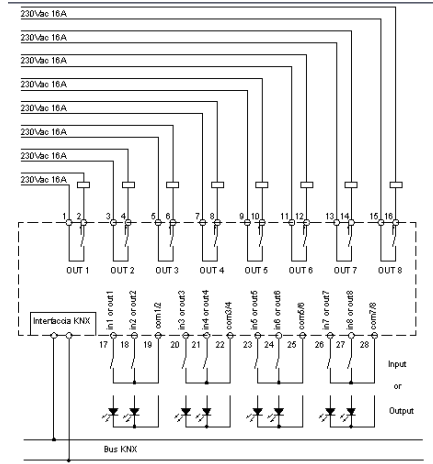 230Vac 16A
230Vac 16A
230Vac 16A
230Vac 16A
230Vac 16A
230Vac 16A
230Vac 16A
230Vac 16A
1 2 3 4 5 6 7 8 9 10 11 12 13 14 15 16
OUT 1 OUT 2 OUT 3 OUT 4 OUT 5 OUT 6 OUT 7 OUT 8
Interfaccia KNX
in1 or out1
in2 or out2
com1/2
in3 or out3
in4 or out4
com3/4
in5 or out5
in6 or out6
com5/6
in7 or out7
in8 or out8
com7/8
17 18 19 20 21 22 23 24 25 26 27 28
Input
or
Output
Bus KNX